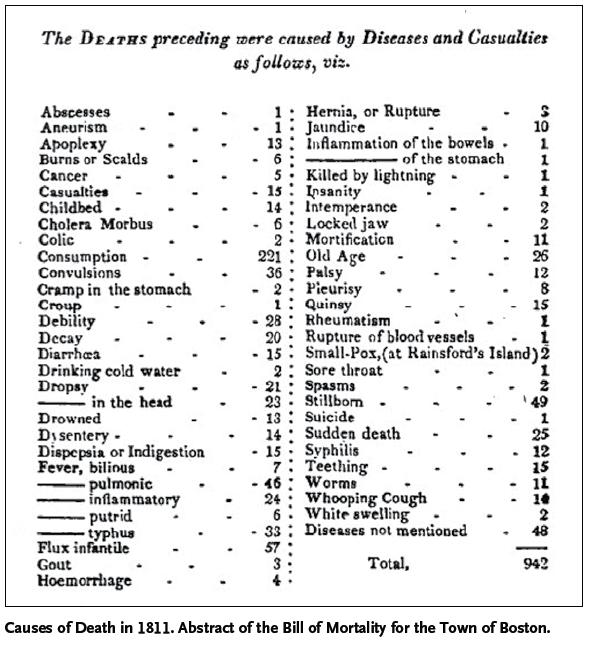 The DEATHS preceding were caused by Diseases and Casualties
as follows, viz.
Abscesses - - 1
Aneurism - - - 1
Apoplexy - - 13
Burns or Scalds - - 6
Cancer - - 5
Casualties - - - 15
Childbed - - - 14
Cholera Morbus - - 6
Colic - - 2
Consumption - - 221
Convulsions - - 36
Cramp in the stomach - 2
Croup - - 1
Debility - - - 28
Decay - - 20
Diarrhœa - - 15
Drinking cold water - 2
Dropsy - - - 21
—— in the head - 23
Drowned - - 13
Dysentery - - - 14
Dispepsia or Indigestion - 15
Fever, bilious - - 7
—— pulmonic - 46
—— inflammatory - 24
—— putrid - - 6
—— typhus - 33
Flux infantile - - 57
Gout - - - 3
Hoemorrhage - - 4
Hernia, or Rupture - 3
Jaundice - - 10
Inflammation of the bowels - 1
—— of the stomach 1
Killed by lightning - - 1
Insanity - - 1
Intemperance - - 2
Locked jaw - - 2
Mortification - - 11
Old Age - - - 26
Palsy - - - 12
Pleurisy - - 8
Quinsy - - - 15
Rheumatism - - 1
Rupture of blood vessels - 1
Small-Pox, (at Rainsford's Island) 2
Sore throat - - 1
Spasms - - - 2
Stillborn - - - 49
Suicide - - - 1
Sudden death - - 25
Syphilis - - - 12
Teething - - - 15
Worms - - - 11
Whooping Cough - -
White swelling - - 2
Diseases not mentioned - 48
Total, 942
Causes of Death in 1811. Abstract of the Bill of Mortality for the Town of Boston.